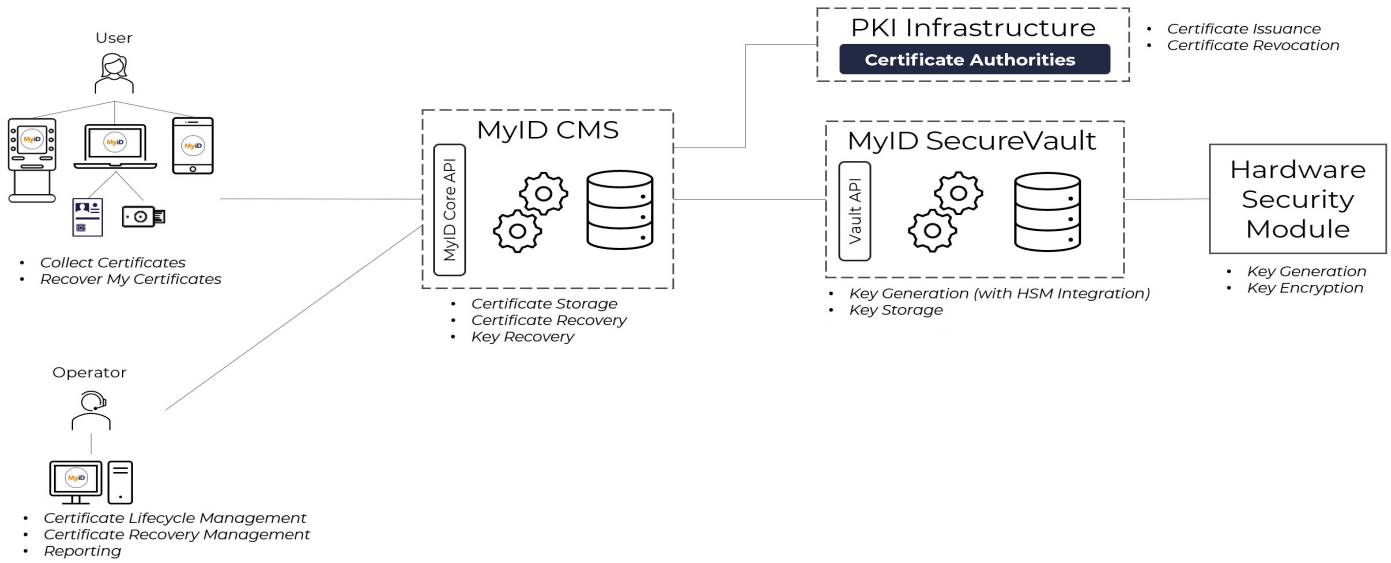 User
MyID
MyID
MyID
• Collect Certificates
• Recover My Certificates
Operator
MyID
• Certificate Lifecycle Management
• Certificate Recovery Management
• Reporting
MyID CMS
MyID Core API
• Certificate Storage
• Certificate Recovery
• Key Recovery
PKI Infrastructure
Certificate Authorities
• Certificate Issuance
• Certificate Revocation
MyID SecureVault
Vault API
• Key Generation (with HSM Integration)
• Key Storage
Hardware
Security
Module
• Key Generation
• Key Encryption